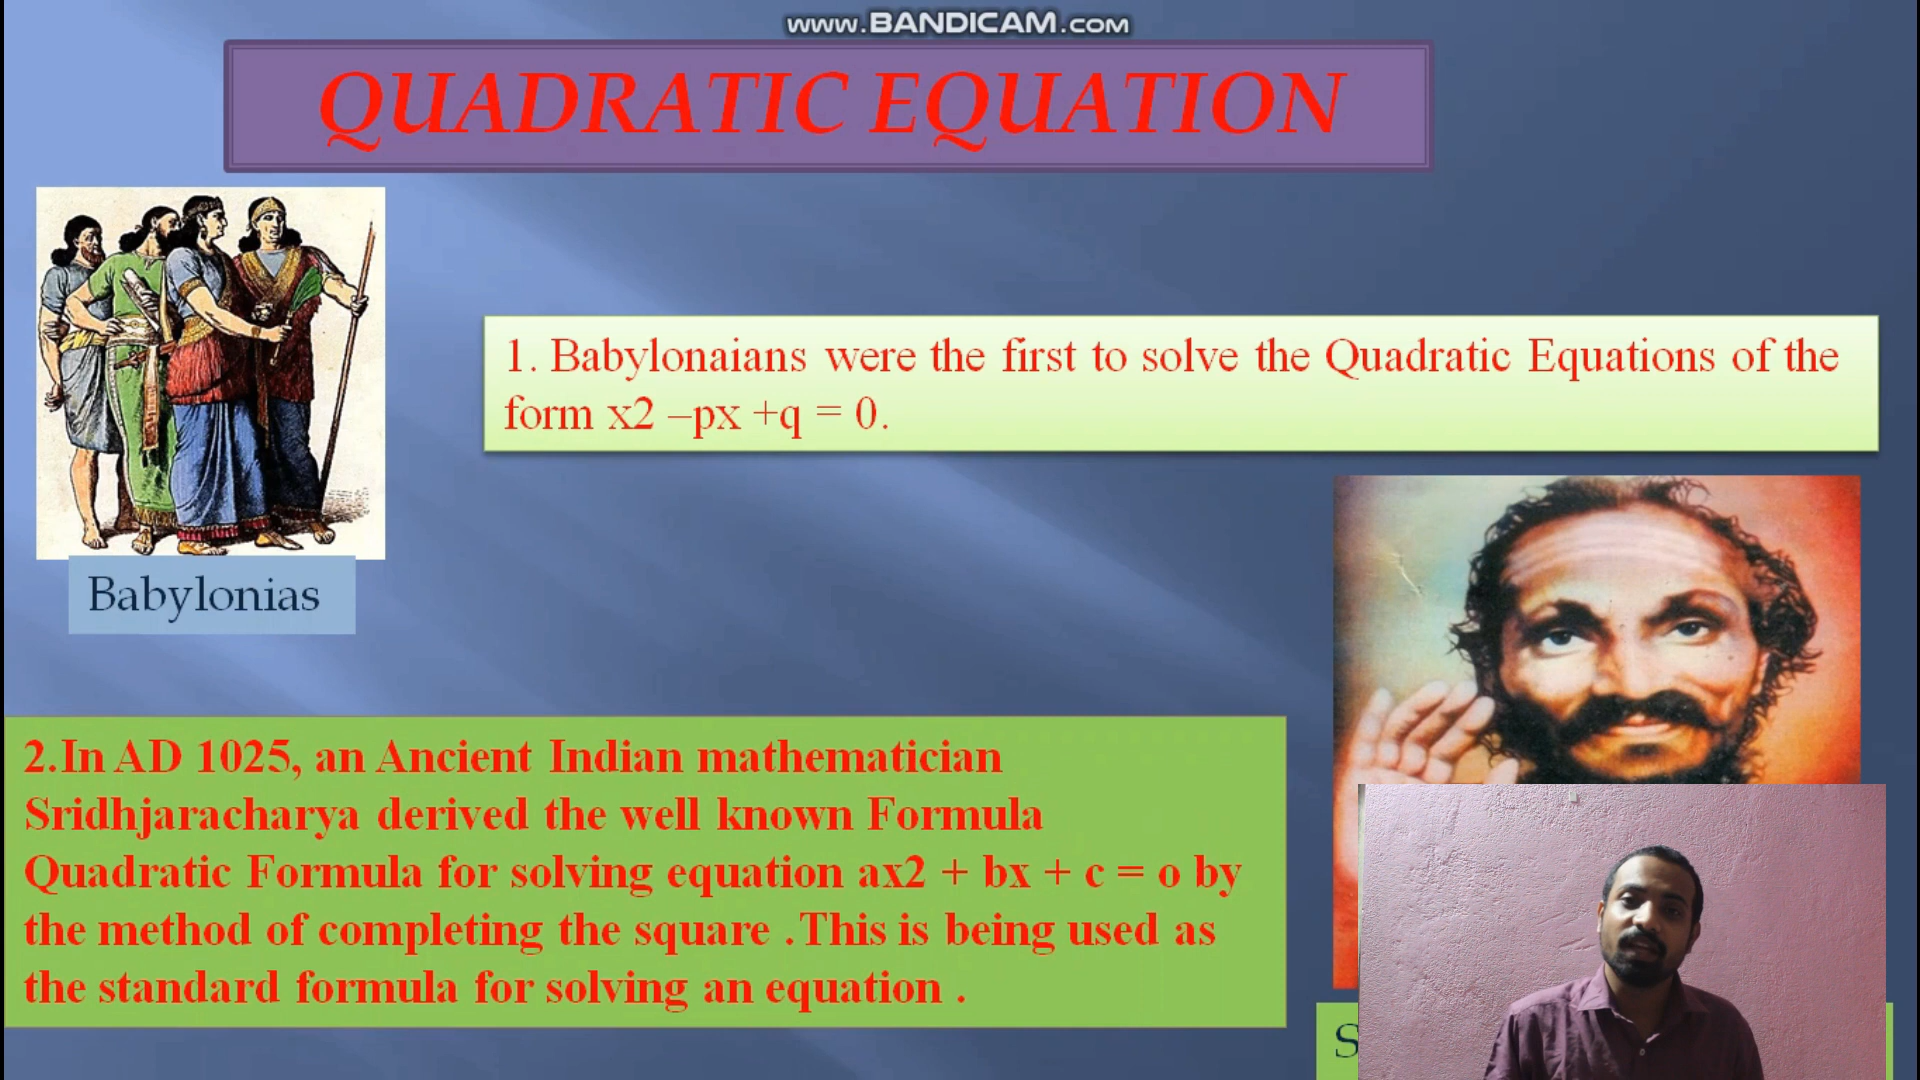 www.BANDICAM.com
QUADRATIC EQUATION
1. Babylonaians were the first to solve the Quadratic Equations of the
form x2 –px +q = 0.
Babylonias
2.In AD 1025, an Ancient Indian mathematician
Sridhjaracharya derived the well known Formula
Quadratic Formula for solving equation ax2 + bx + c = o by
the method of completing the square .This is being used as
the standard formula for solving an equation .
S